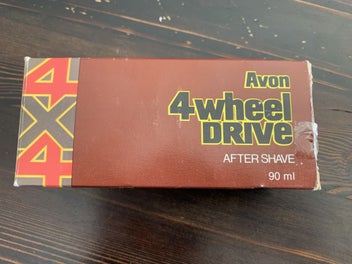 4X4
Avon
4wheel
DRIVE
AFTER SHAVE
90 ml